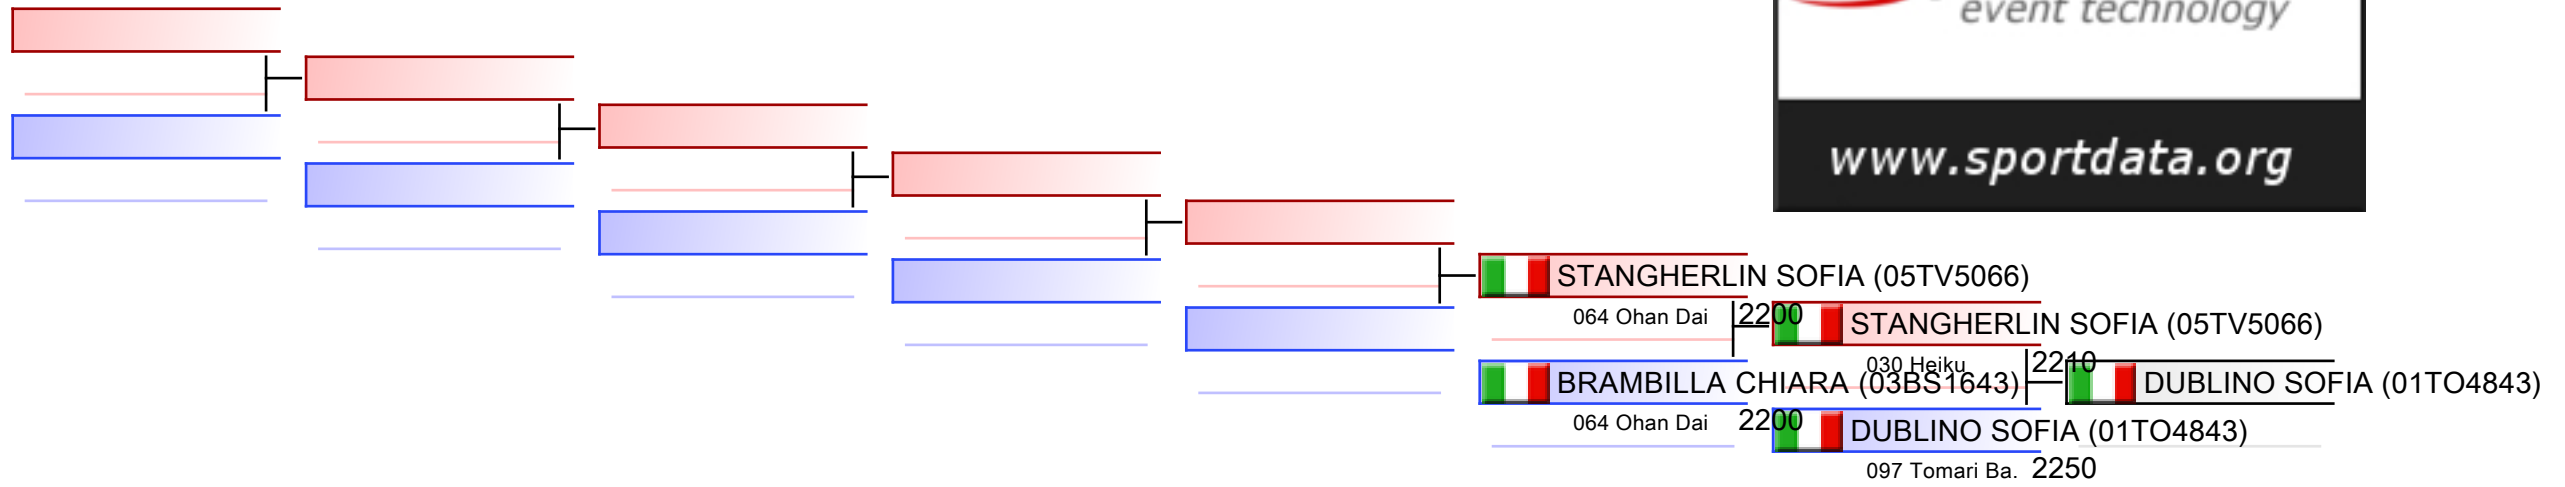 event technology
www.sportdata.org
STANGHERLIN SOFIA (05TV5066)
064 Ohan Dai 2200
STANGHERLIN SOFIA (05TV5066)
030 Heiku 2210
BRAMBILLA CHIARA (03BS1643)
DUBLINO SOFIA (01TO4843)
064 Ohan Dai 2200
DUBLINO SOFIA (01TO4843)
097 Tomari Ba. 2250